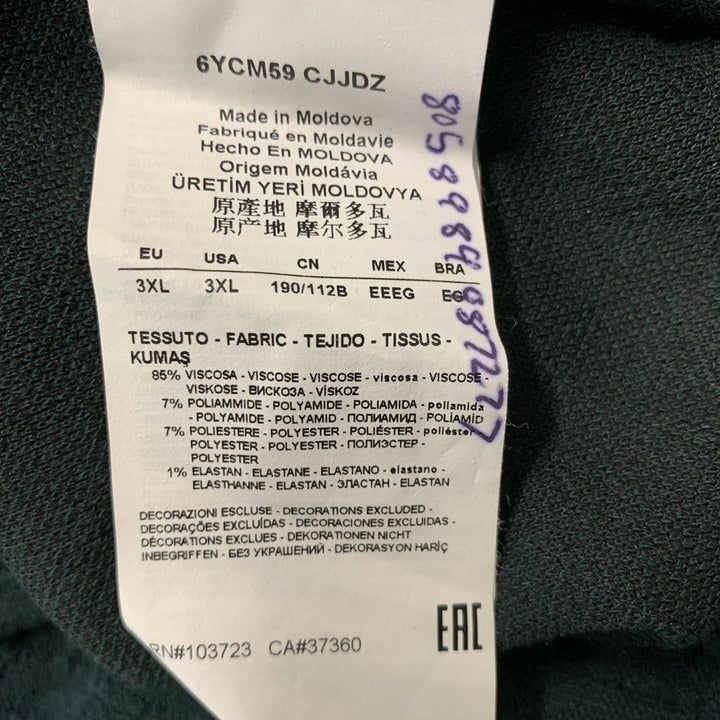 6YCM59 CJJDZ
Made in Moldova
Fabriqué en Moldavie
Hecho En MOLDOVA
Origem Moldávia
ÜRETİM YERİ MOLDOVYA
原產地 摩爾多瓦
原产地 摩尔多瓦
EU USA CN MEX BRA
3XL 3XL 190/112B EEEG EG
TESSUTO - FABRIC - TEJIDO - TISSUS -
KUMAŞ
85% VISCOSA - VISCOSE - VISCOSE - viscosa - VISCOSE -
VISKOSE - ВИСКОЗА - VİSKOZ
7% POLIAMMIDE - POLYAMIDE - POLIAMIDA - poliamida
- POLYAMIDE - POLYAMID - ПОЛИАМИД - POLİAMİD
7% POLIESTERE - POLYESTER - POLIÉSTER - poliéster
POLYESTER - POLYESTER - ПОЛИЭСТЕР -
POLYESTER
1% ELASTAN - ELASTANE - ELASTANO - elastano -
ELASTHANNE - ELASTAN - ЭЛАСТАН - ELASTAN
DECORAZIONI ESCLUSE - DECORATIONS EXCLUDED -
DECORAÇÕES EXCLUÍDAS - DECORACIONES EXCLUIDAS -
DÉCORATIONS EXCLUES - DEKORATIONEN NICHT
INBEGRIFFEN - БЕЗ УКРАШЕНИЙ - DEKORASYON HARİÇ
RN#103723 CA#37360
EAC